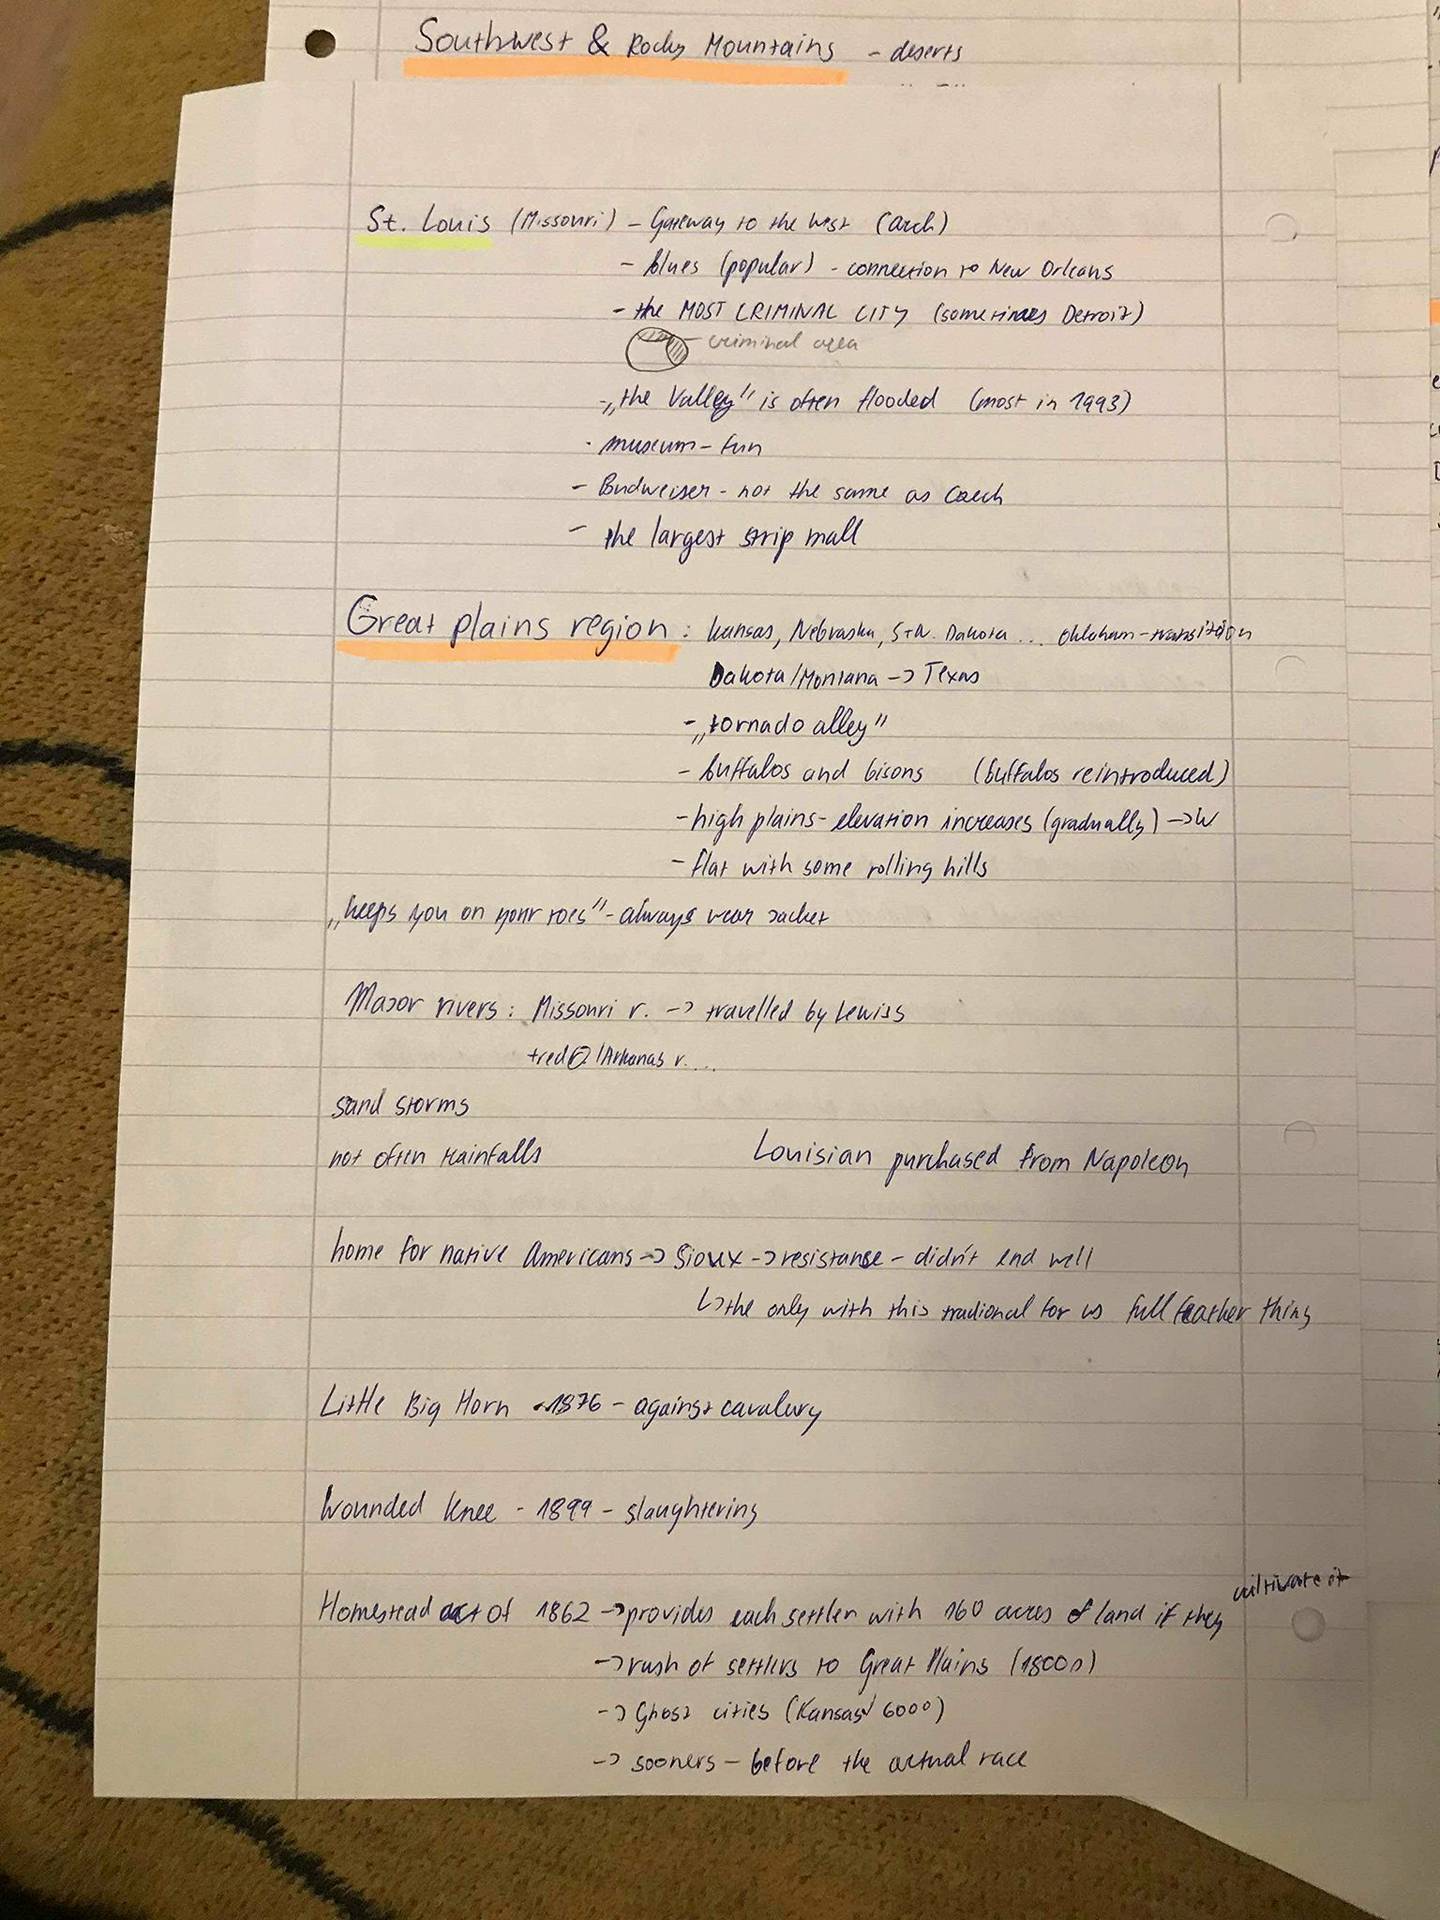 Southwest & Rocky Mountains - deserts
St. Louis (Missouri) - Gateway to the West (arch)
- blues (popular) - connection to New Orleans
- the MOST CRIMINAL CITY (sometimes Detroit)
- criminal area
- „the Valley" is often flooded (most in 1993)
- museum - fun
- Budweiser - not the same as Czech
- the largest strip mall
Great plains region : Kansas, Nebraska, S+N. Dakota ... Oklohom - transition
Dakota/Montana -> Texas
- „tornado alley"
- buffalos and bisons (buffalos reintroduced)
- high plains - elevation increases (gradually) -> W
- flat with some rolling hills
„keeps you on your toes" - always wear jacket
Major rivers : Missouri r. -> travelled by Lewiss
+red /Arkanas r. ...
sand storms
not often rainfalls Louisian purchased from Napoleon
home for native Americans -> Sioux -> resistance - didn't end well
-> the only with this tradional for us full feather thing
Little Big Horn 1876 - against cavalury
Wounded Knee - 1899 - slaughtering
cultivate it
Homestead act of 1862 -> provides each settler with 160 acres of land if they
-> rush of settlers to Great Plains (1800s)
-> Ghost cities (Kansas 6000)
-> sooners - before the actual race